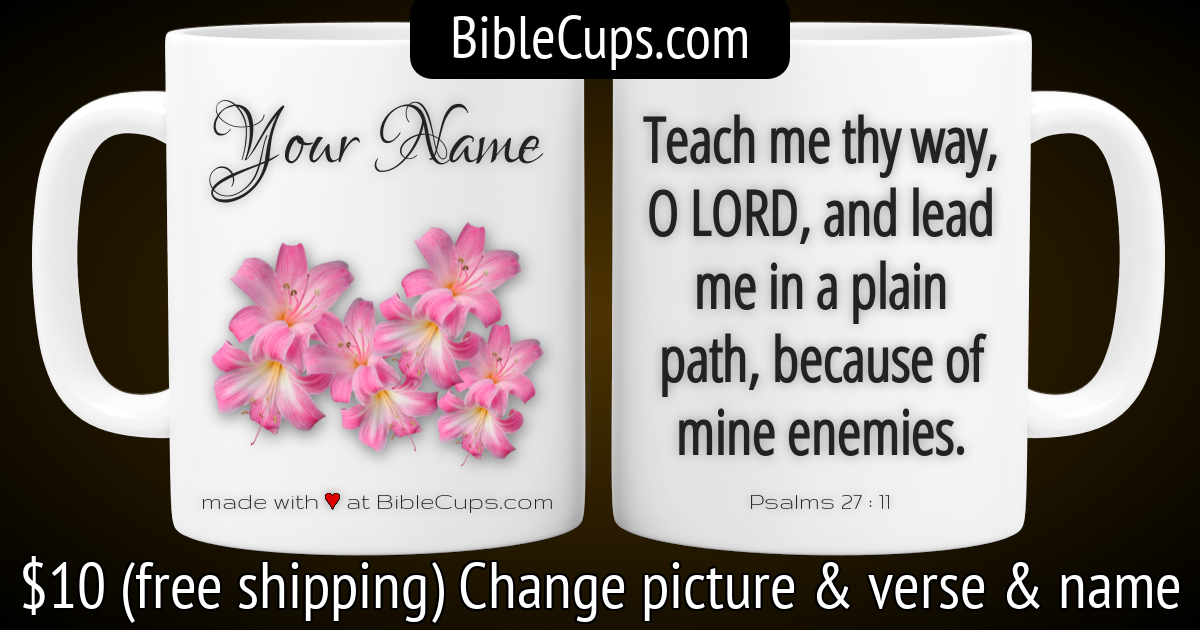 BibleCups.com
Your Name
made with ♥ at BibleCups.com
Teach me thy way,
O LORD, and lead
me in a plain
path, because of
mine enemies.
Psalms 27 : 11
$10 (free shipping) Change picture & verse & name